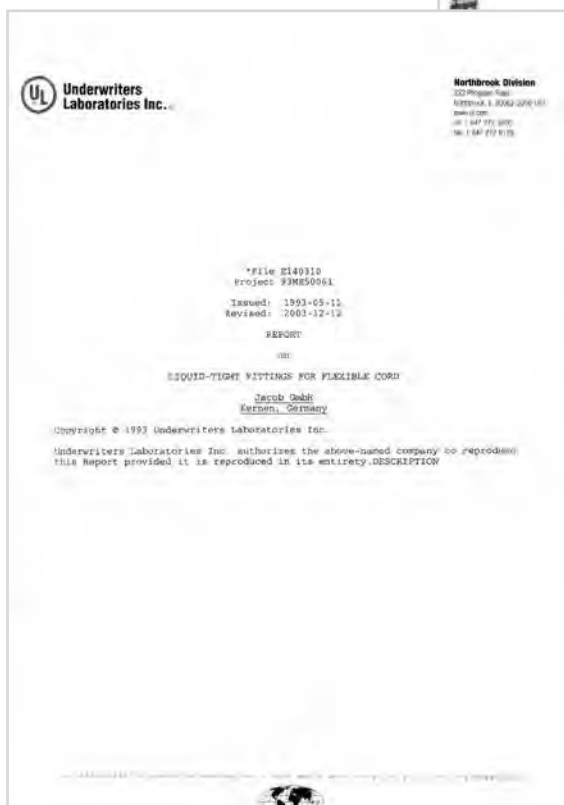 UL
Underwriters
Laboratories Inc.
Northbrook Division
*File E140310
Project 93ME50061
Issued: 1993-05-11
Revised: 2003-12-12
REPORT
on
LIQUID-TIGHT FITTINGS FOR FLEXIBLE CORD
Jacob GmbH
Kernen, Germany
Copyright © 1993 Underwriters Laboratories Inc.
Underwriters Laboratories Inc. authorizes the above-named company to reproduce
this Report provided it is reproduced in its entirety.DESCRIPTION